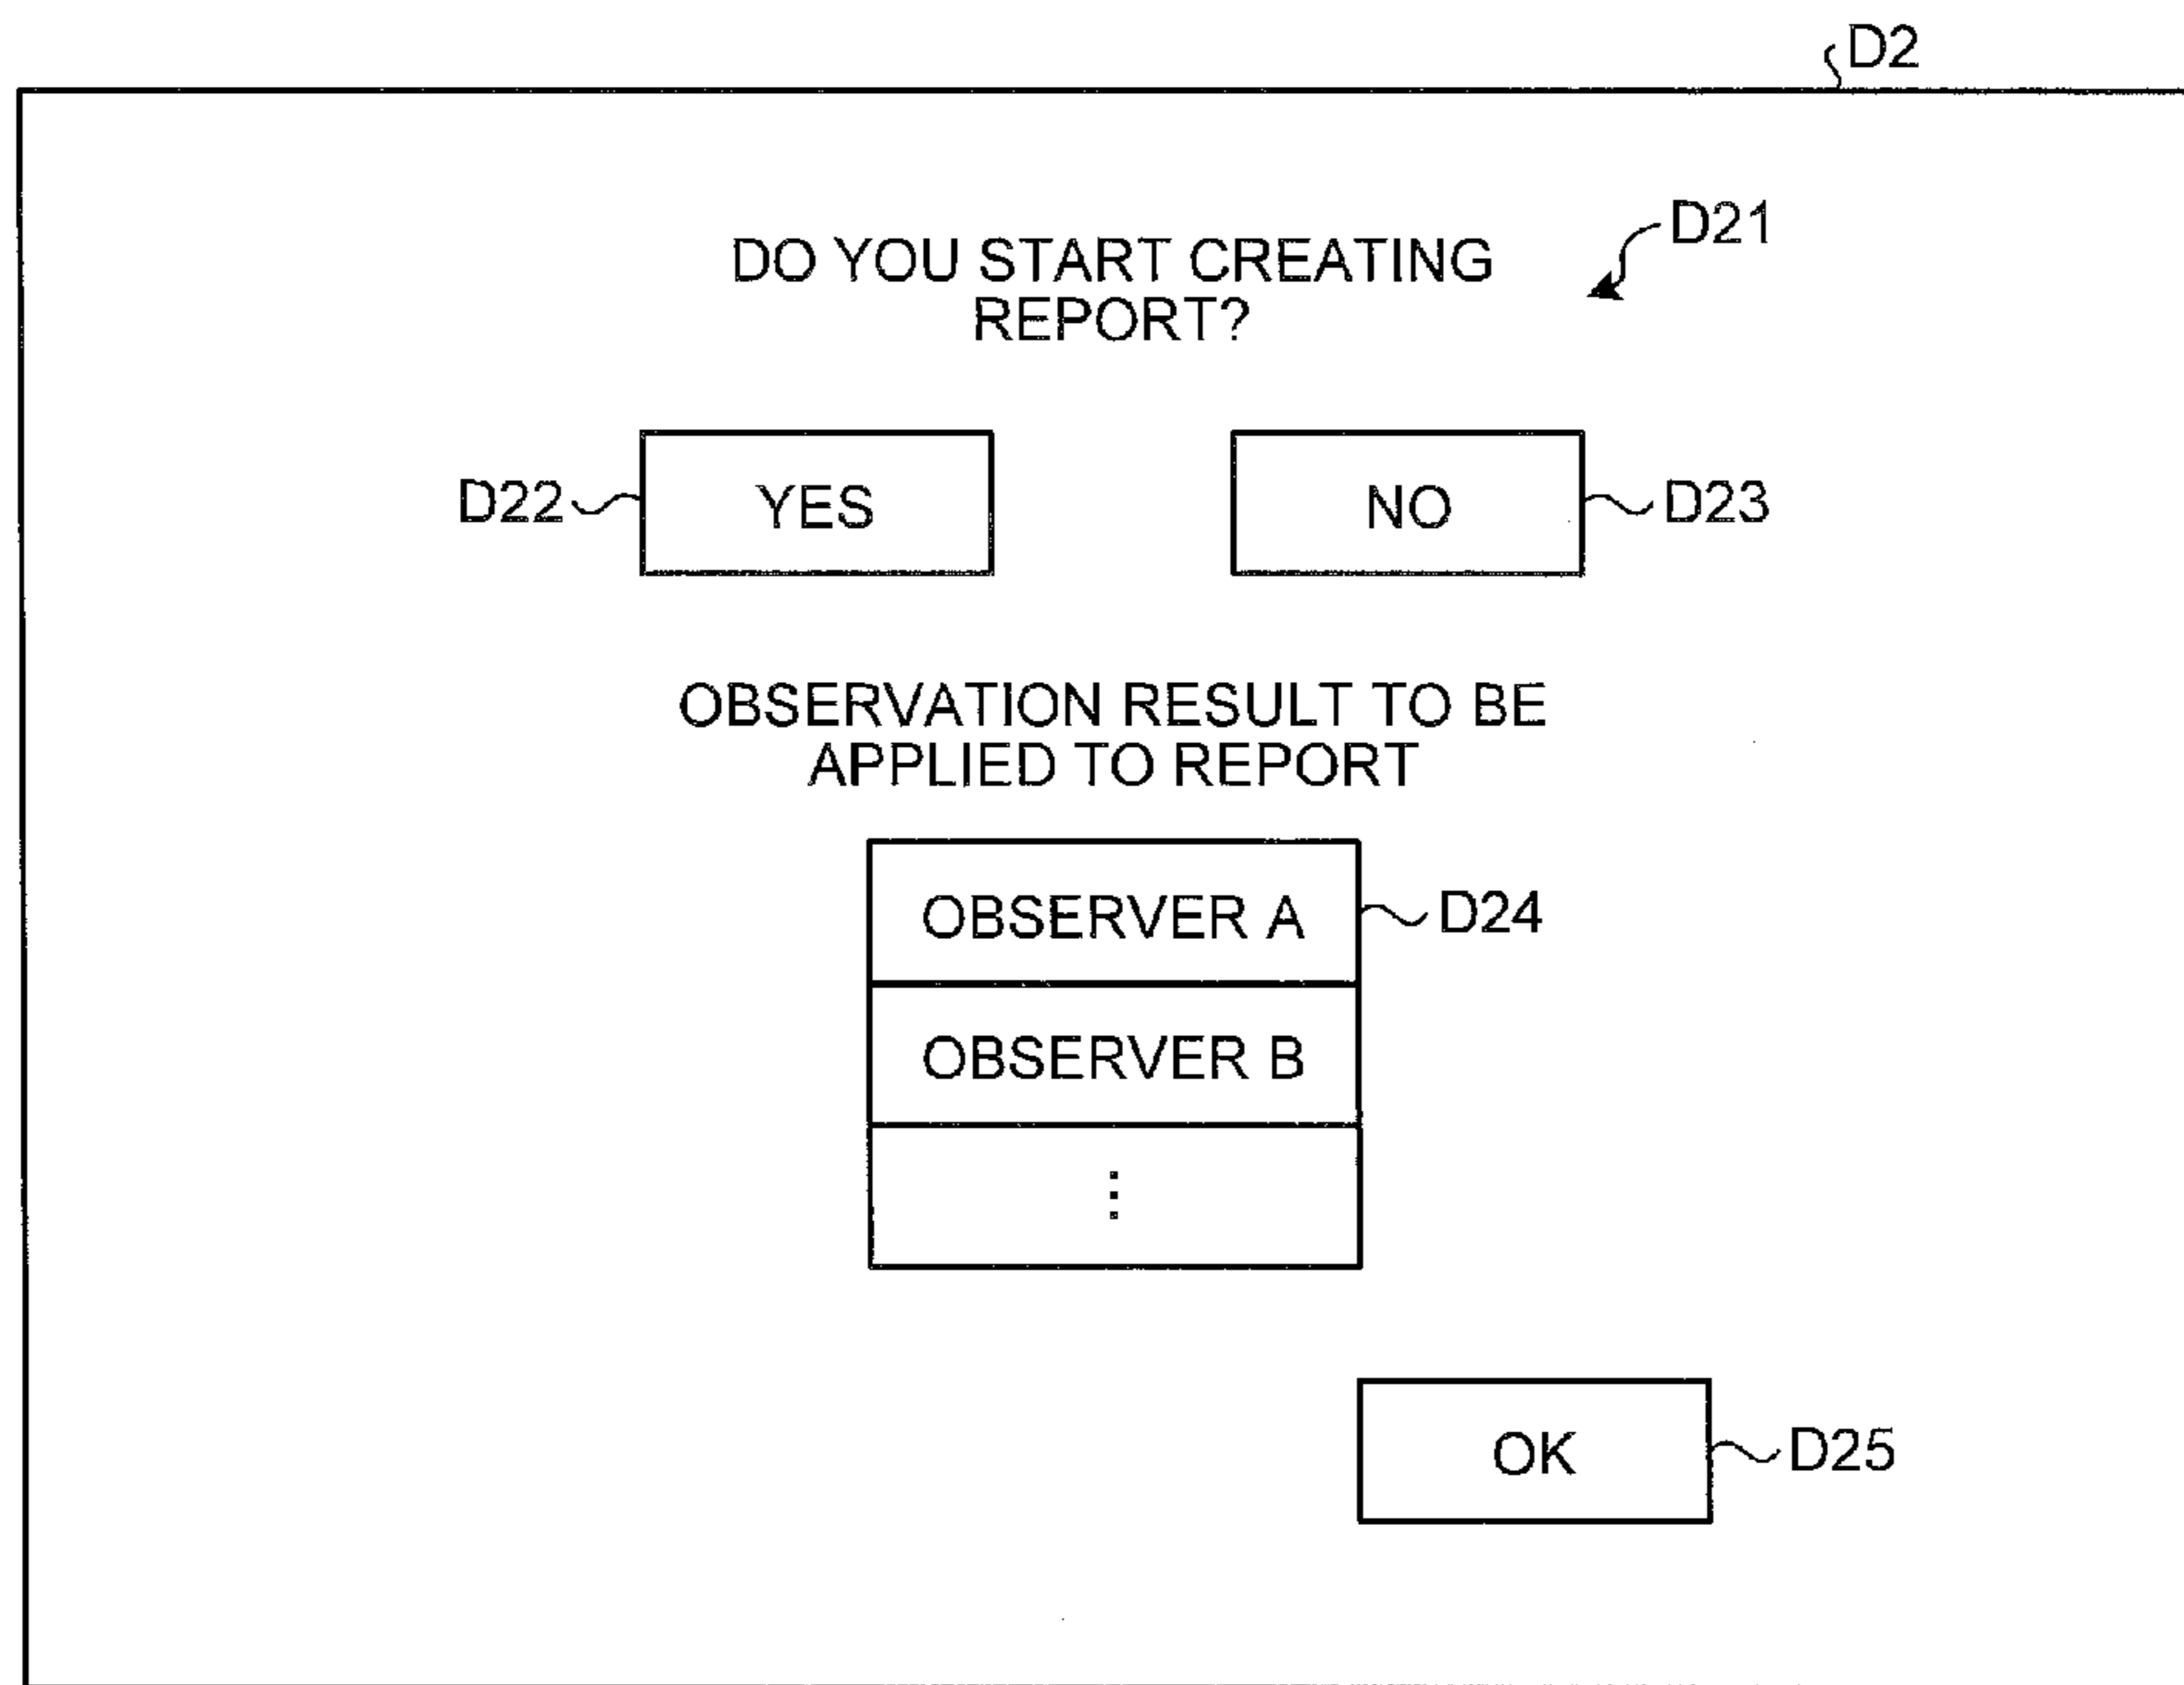 D2
DO YOU START CREATING
REPORT?
D21
D22
YES
NO
D23
OBSERVATION RESULT TO BE
APPLIED TO REPORT
OBSERVER A
D24
OBSERVER B
⋮
OK
D25